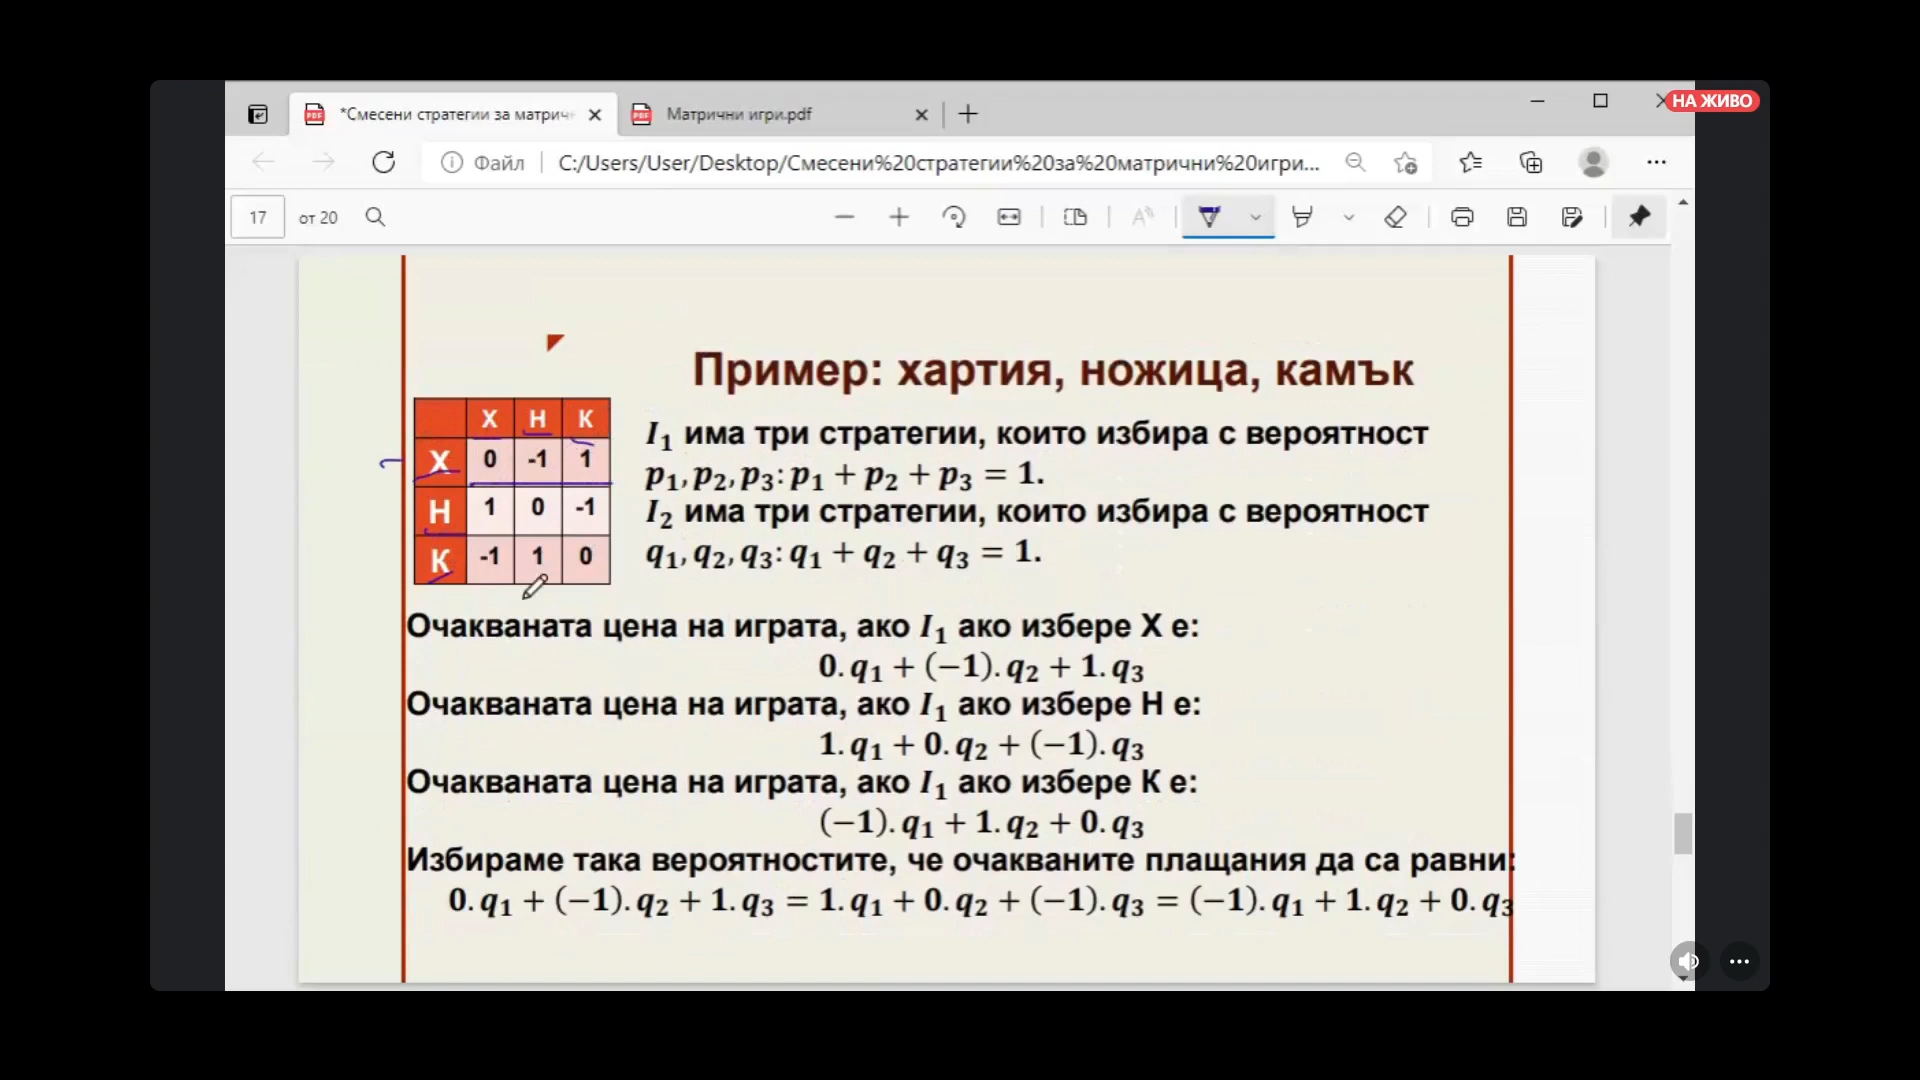 *Смесени стратегии за матрич
Матрични игри.pdf
НА ЖИВО
Файл
C:/Users/User/Desktop/Смесени%20стратегии%20за%20матрични%20игри...
17
от 20
Пример: хартия, ножица, камък
Х Н К
Х 0 -1 1
Н 1 0 -1
К -1 1 0
I₁ има три стратегии, които избира с вероятност
p₁, p₂, p₃: p₁ + p₂ + p₃ = 1.
I₂ има три стратегии, които избира с вероятност
q₁, q₂, q₃: q₁ + q₂ + q₃ = 1.
Очакваната цена на играта, ако I₁ ако избере Х е:
0. q₁ + (−1). q₂ + 1. q₃
Очакваната цена на играта, ако I₁ ако избере Н е:
1. q₁ + 0. q₂ + (−1). q₃
Очакваната цена на играта, ако I₁ ако избере К е:
(−1). q₁ + 1. q₂ + 0. q₃
Избираме така вероятностите, че очакваните плащания да са равни:
0. q₁ + (−1). q₂ + 1. q₃ = 1. q₁ + 0. q₂ + (−1). q₃ = (−1). q₁ + 1. q₂ + 0. q₃